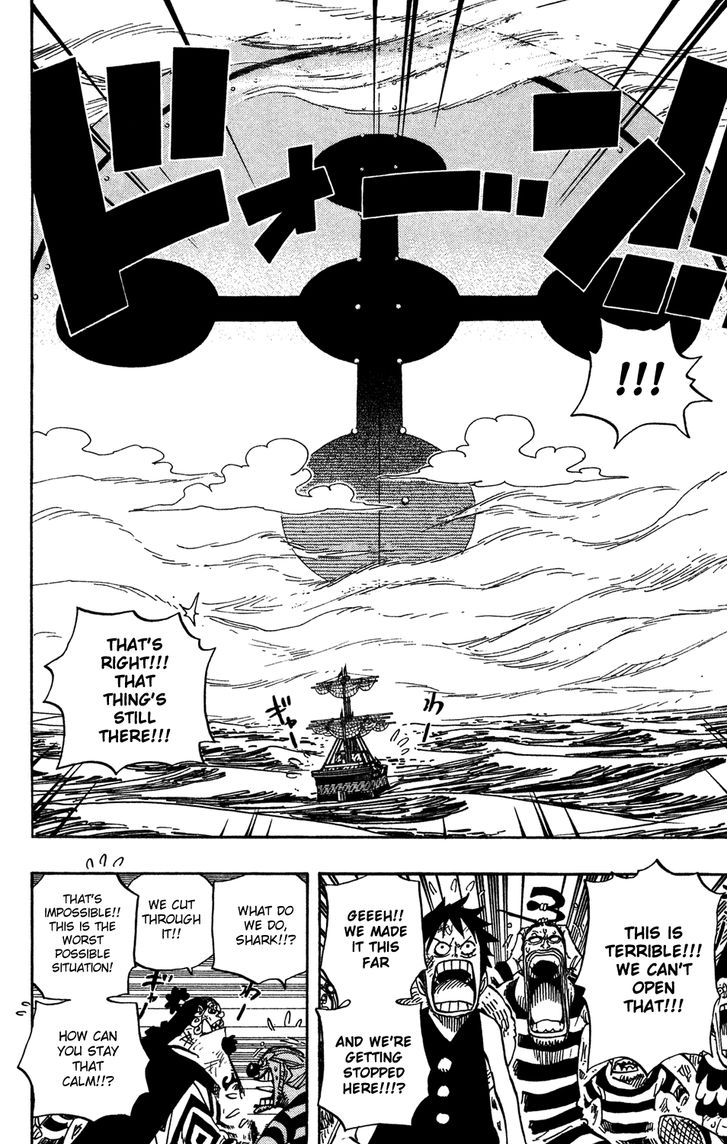 ドォーン!!
!!!
THAT'S
RIGHT!!!
THAT
THING'S
STILL
THERE!!!
ギャー
わー
THIS IS
TERRIBLE!!!
WE CAN'T
OPEN
THAT!!!
GEEEH!!
WE MADE
IT THIS
FAR
AND WE'RE
GETTING
STOPPED
HERE!!!?
WHAT DO
WE DO,
SHARK!!?
WE CUT
THROUGH
IT!!
THAT'S
IMPOSSIBLE!!
THIS IS THE
WORST
POSSIBLE
SITUATION!
HOW CAN
YOU STAY
THAT
CALM!!?